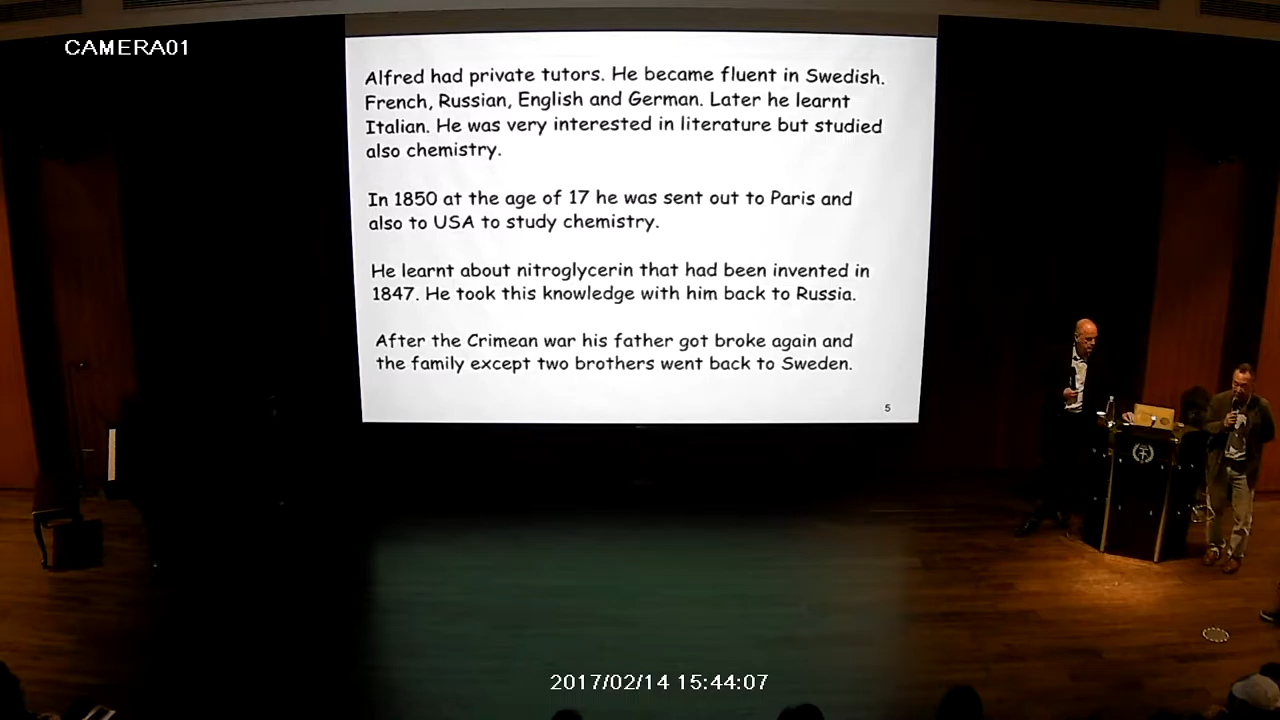 CAMERA01
Alfred had private tutors. He became fluent in Swedish.
French, Russian, English and German. Later he learnt
Italian. He was very interested in literature but studied
also chemistry.
In 1850 at the age of 17 he was sent out to Paris and
also to USA to study chemistry.
He learnt about nitroglycerin that had been invented in
1847. He took this knowledge with him back to Russia.
After the Crimean war his father got broke again and
the family except two brothers went back to Sweden.
5
2017/02/14 15:44:07